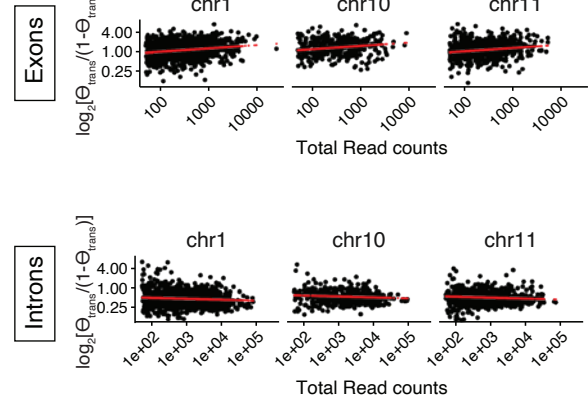 chr1 chr10 chr11
Exons
log₂[Θtrans/(1-Θtrans
4.00
1.00
0.25
100 1000 10000 100 1000 10000 100 1000 10000
Total Read counts
chr1 chr10 chr11
Introns
log₂[Θtrans/(1-Θtrans)]
4.00
1.00
0.25
1e+02 1e+03 1e+04 1e+05 1e+02 1e+03 1e+04 1e+05 1e+02 1e+03 1e+04 1e+05
Total Read counts